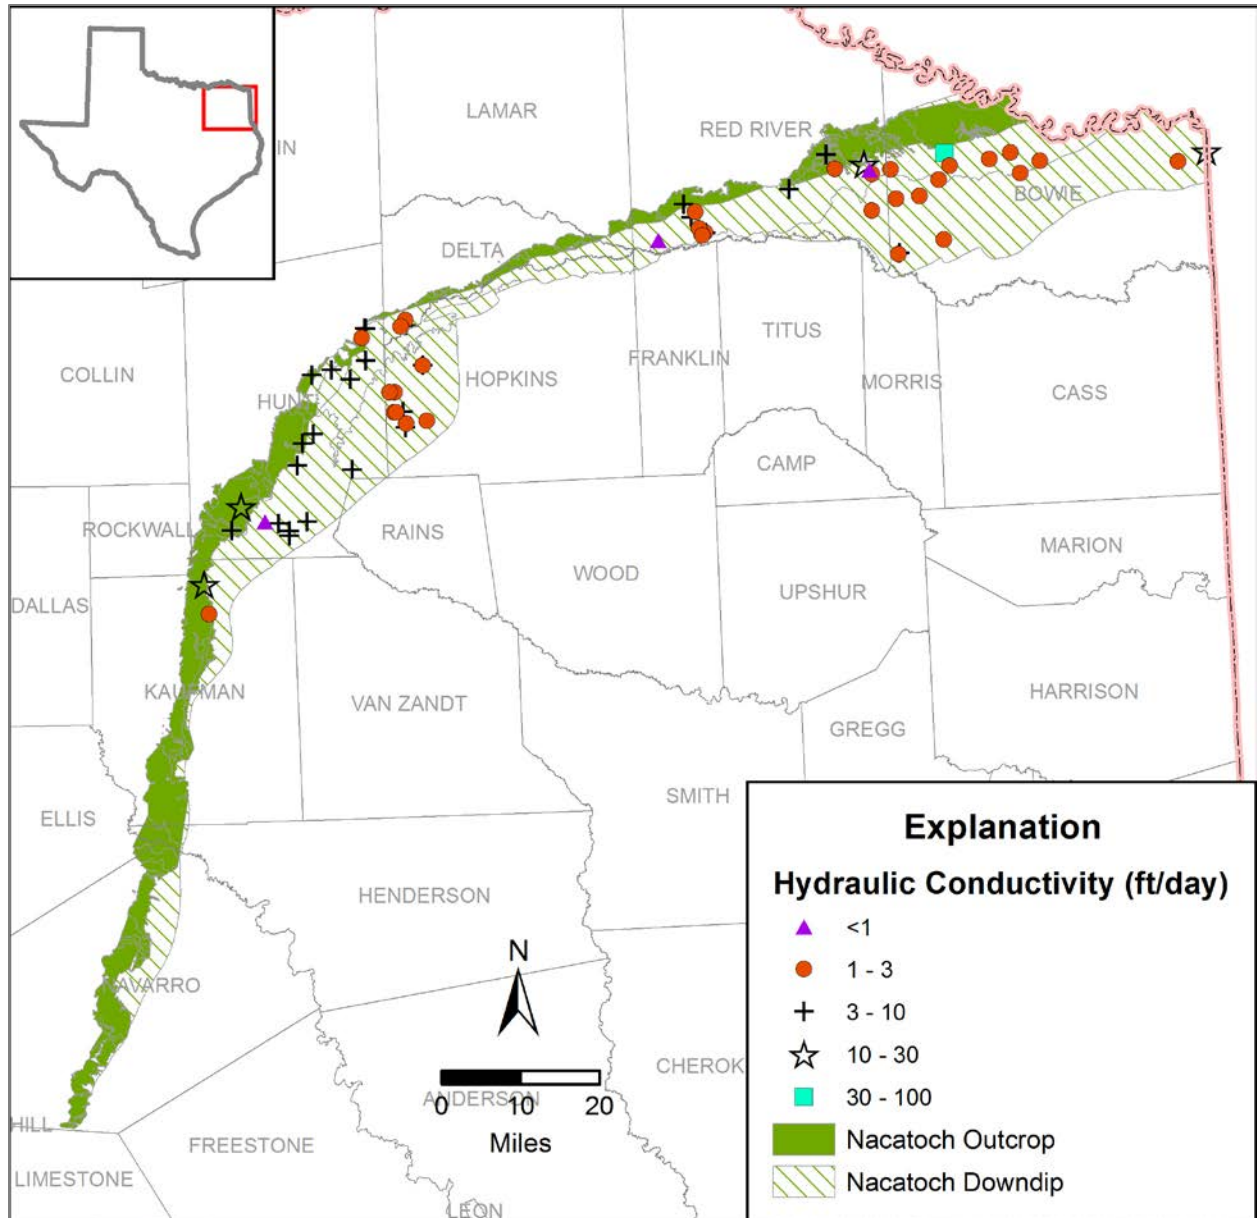 IN
LAMAR
RED RIVER
BOWIE
DELTA
TITUS
FRANKLIN
COLLIN
HOPKINS
MORRIS
CASS
HUNT
CAMP
ROCKWALL
RAINS
MARION
WOOD
UPSHUR
DALLAS
KAUFMAN
VAN ZANDT
HARRISON
GREGG
SMITH
ELLIS
HENDERSON
NAVARRO
CHEROK
ANDERSON
HILL
FREESTONE
LIMESTONE
LEON
N
0 10 20
Miles
Explanation
Hydraulic Conductivity (ft/day)
<1
1 - 3
3 - 10
10 - 30
30 - 100
Nacatoch Outcrop
Nacatoch Downdip